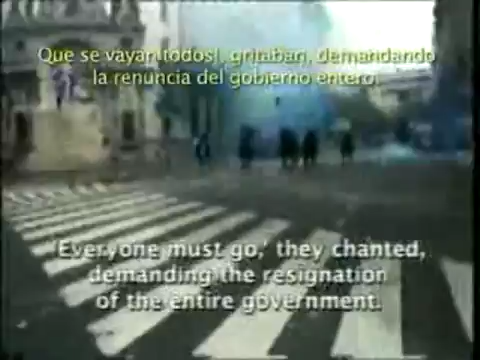 Que se vayan todos!, gritaban, demandando
la renuncia del gobierno entero.
'Everyone must go,' they chanted,
demanding the resignation
of the entire government.